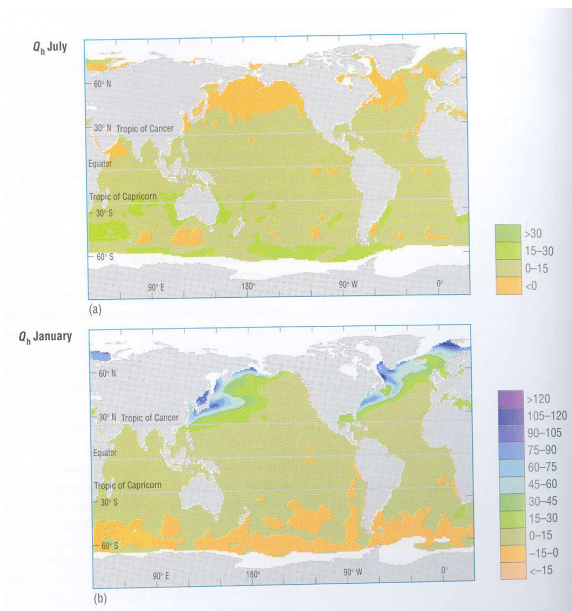 Qh July
60° N
30° N
Tropic of Cancer
Equator
Tropic of Capricorn
30° S
60° S
90° E
180°
90° W
0°
>30
15–30
0–15
<0
(a)
Qh January
60° N
30° N
Tropic of Cancer
Equator
Tropic of Capricorn
30° S
60° S
90° E
180°
90° W
0°
>120
105–120
90–105
75–90
60–75
45–60
30–45
15–30
0–15
–15–0
<–15
(b)